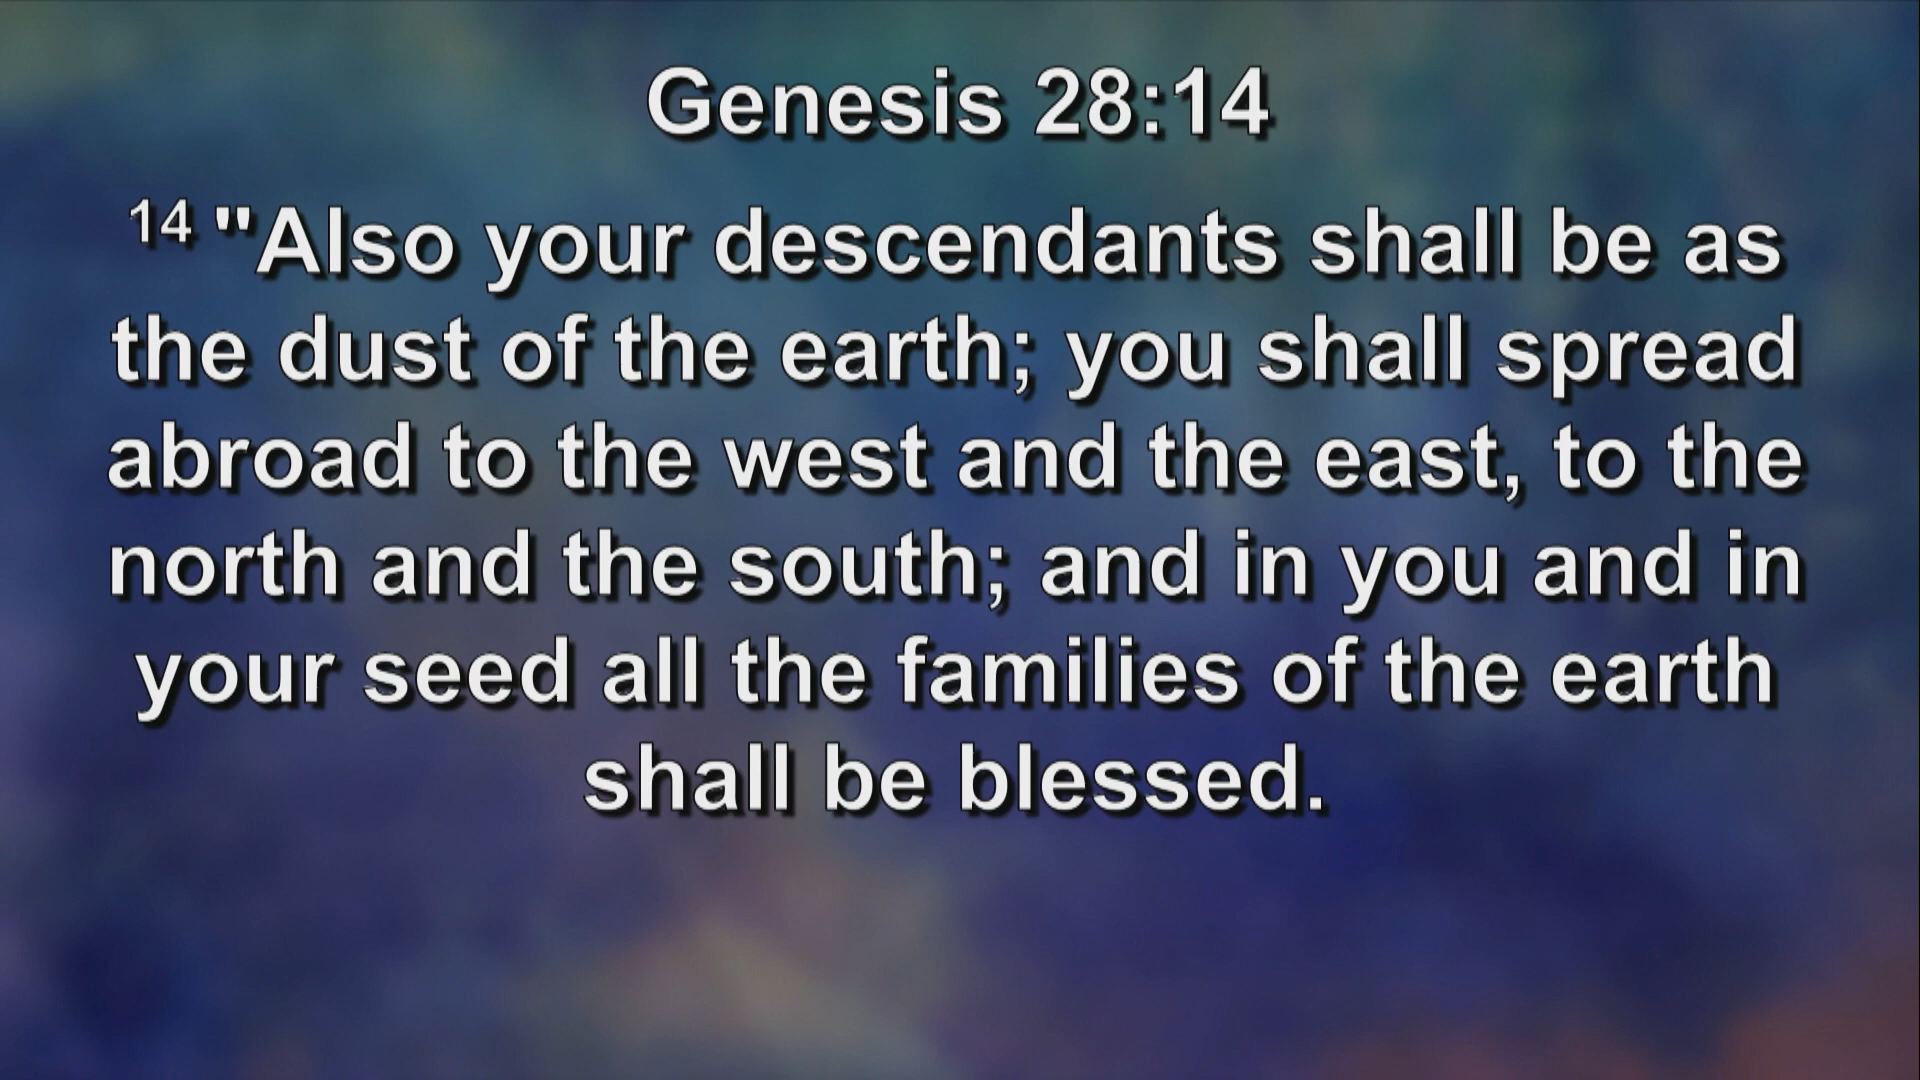 Genesis 28:14
14 "Also your descendants shall be as
the dust of the earth; you shall spread
abroad to the west and the east, to the
north and the south; and in you and in
your seed all the families of the earth
shall be blessed.